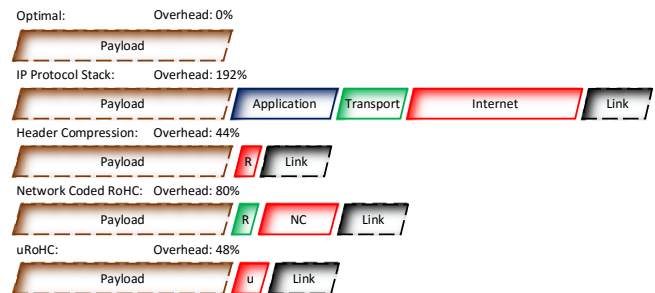 Optimal: Overhead: 0%
Payload
IP Protocol Stack: Overhead: 192%
Payload Application Transport Internet Link
Header Compression: Overhead: 44%
Payload R Link
Network Coded RoHC: Overhead: 80%
Payload R NC Link
uRoHC: Overhead: 48%
Payload u Link